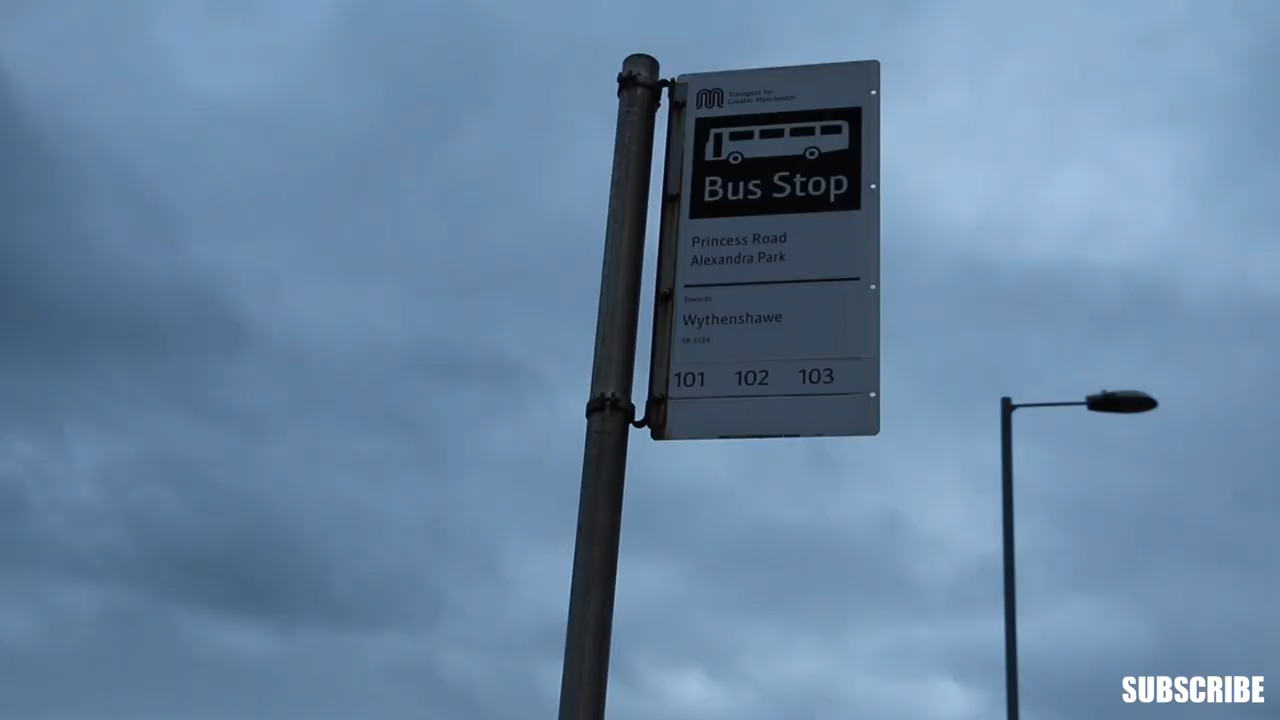 Transport for
Greater Manchester
Bus Stop
Princess Road
Alexandra Park
towards
Wythenshawe
101 102 103
SUBSCRIBE